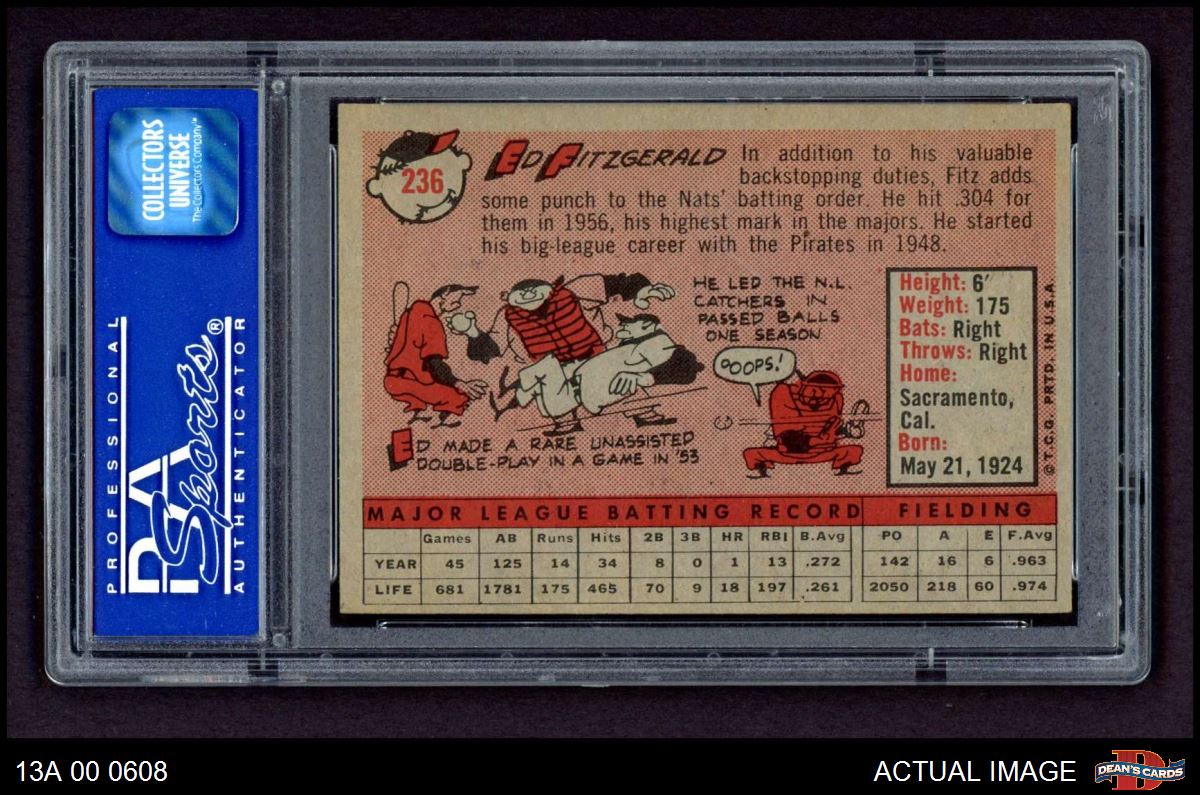 COLLECTORS
UNIVERSE
The Collectors Company™
PROFESSIONAL
PSA
Sports®
AUTHENTICATOR
236
ED FITZGERALD
In addition to his valuable
backstopping duties, Fitz adds
some punch to the Nats' batting order. He hit .304 for
them in 1956, his highest mark in the majors. He started
his big-league career with the Pirates in 1948.
HE LED THE N.L.
CATCHERS IN
PASSED BALLS
ONE SEASON
OOOPS!
ED MADE A RARE UNASSISTED
DOUBLE-PLAY IN A GAME IN '53
Height: 6'
Weight: 175
Bats: Right
Throws: Right
Home:
Sacramento,
Cal.
Born:
May 21, 1924
©T.C.G. PRTD. IN U.S.A.
MAJOR LEAGUE BATTING RECORD FIELDING
Games AB Runs Hits 2B 3B HR RBI B.Avg PO A E F.Avg
YEAR 45 125 14 34 8 0 1 13 .272 142 16 6 .963
LIFE 681 1781 175 465 70 9 18 197 .261 2050 218 60 .974
13A 00 0608
ACTUAL IMAGE
D
DEAN'S CARDS